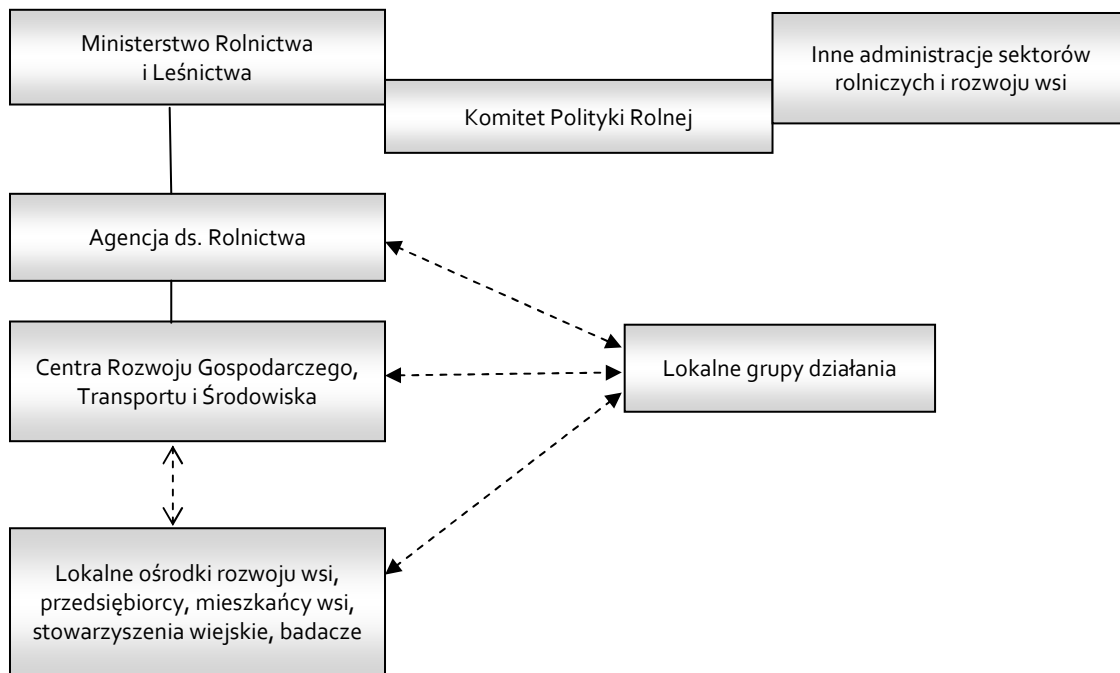 Ministerstwo Rolnictwa
i Leśnictwa
Inne administracje sektorów
rolniczych i rozwoju wsi
Komitet Polityki Rolnej
Agencja ds. Rolnictwa
Centra Rozwoju Gospodarczego,
Transportu i Środowiska
Lokalne grupy działania
Lokalne ośrodki rozwoju wsi,
przedsiębiorcy, mieszkańcy wsi,
stowarzyszenia wiejskie, badacze